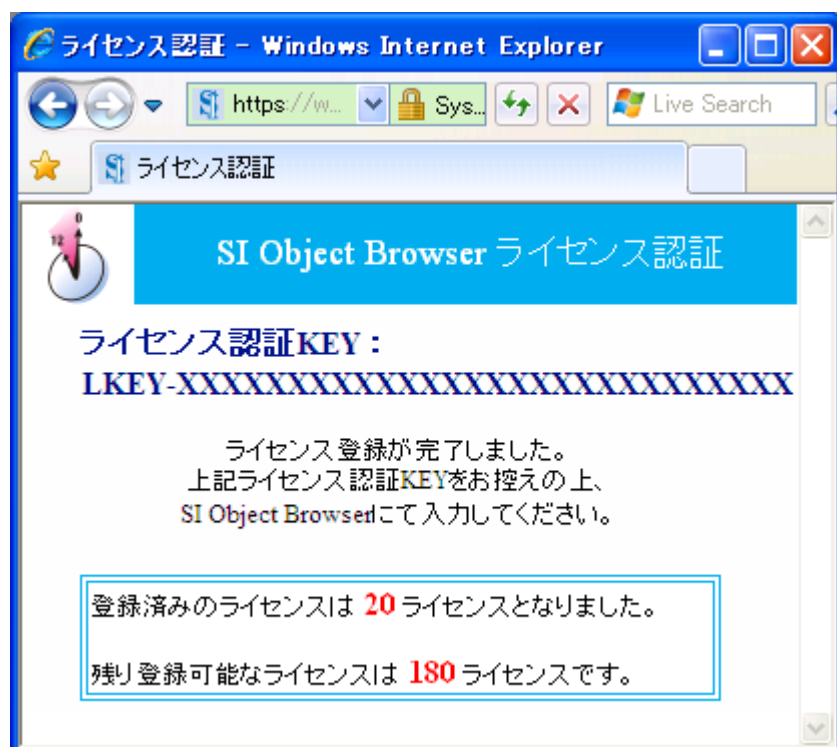 ライセンス認証 - Windows Internet Explorer
https://w... Sys... Live Search
ライセンス認証
0
12
SI Object Browser ライセンス認証
ライセンス認証KEY：
LKEY-XXXXXXXXXXXXXXXXXXXXXXXXXXXX
ライセンス登録が完了しました。
上記ライセンス認証KEYをお控えの上、
SI Object Browserにて入力してください。
登録済みのライセンスは 20 ライセンスとなりました。
残り登録可能なライセンスは 180 ライセンスです。